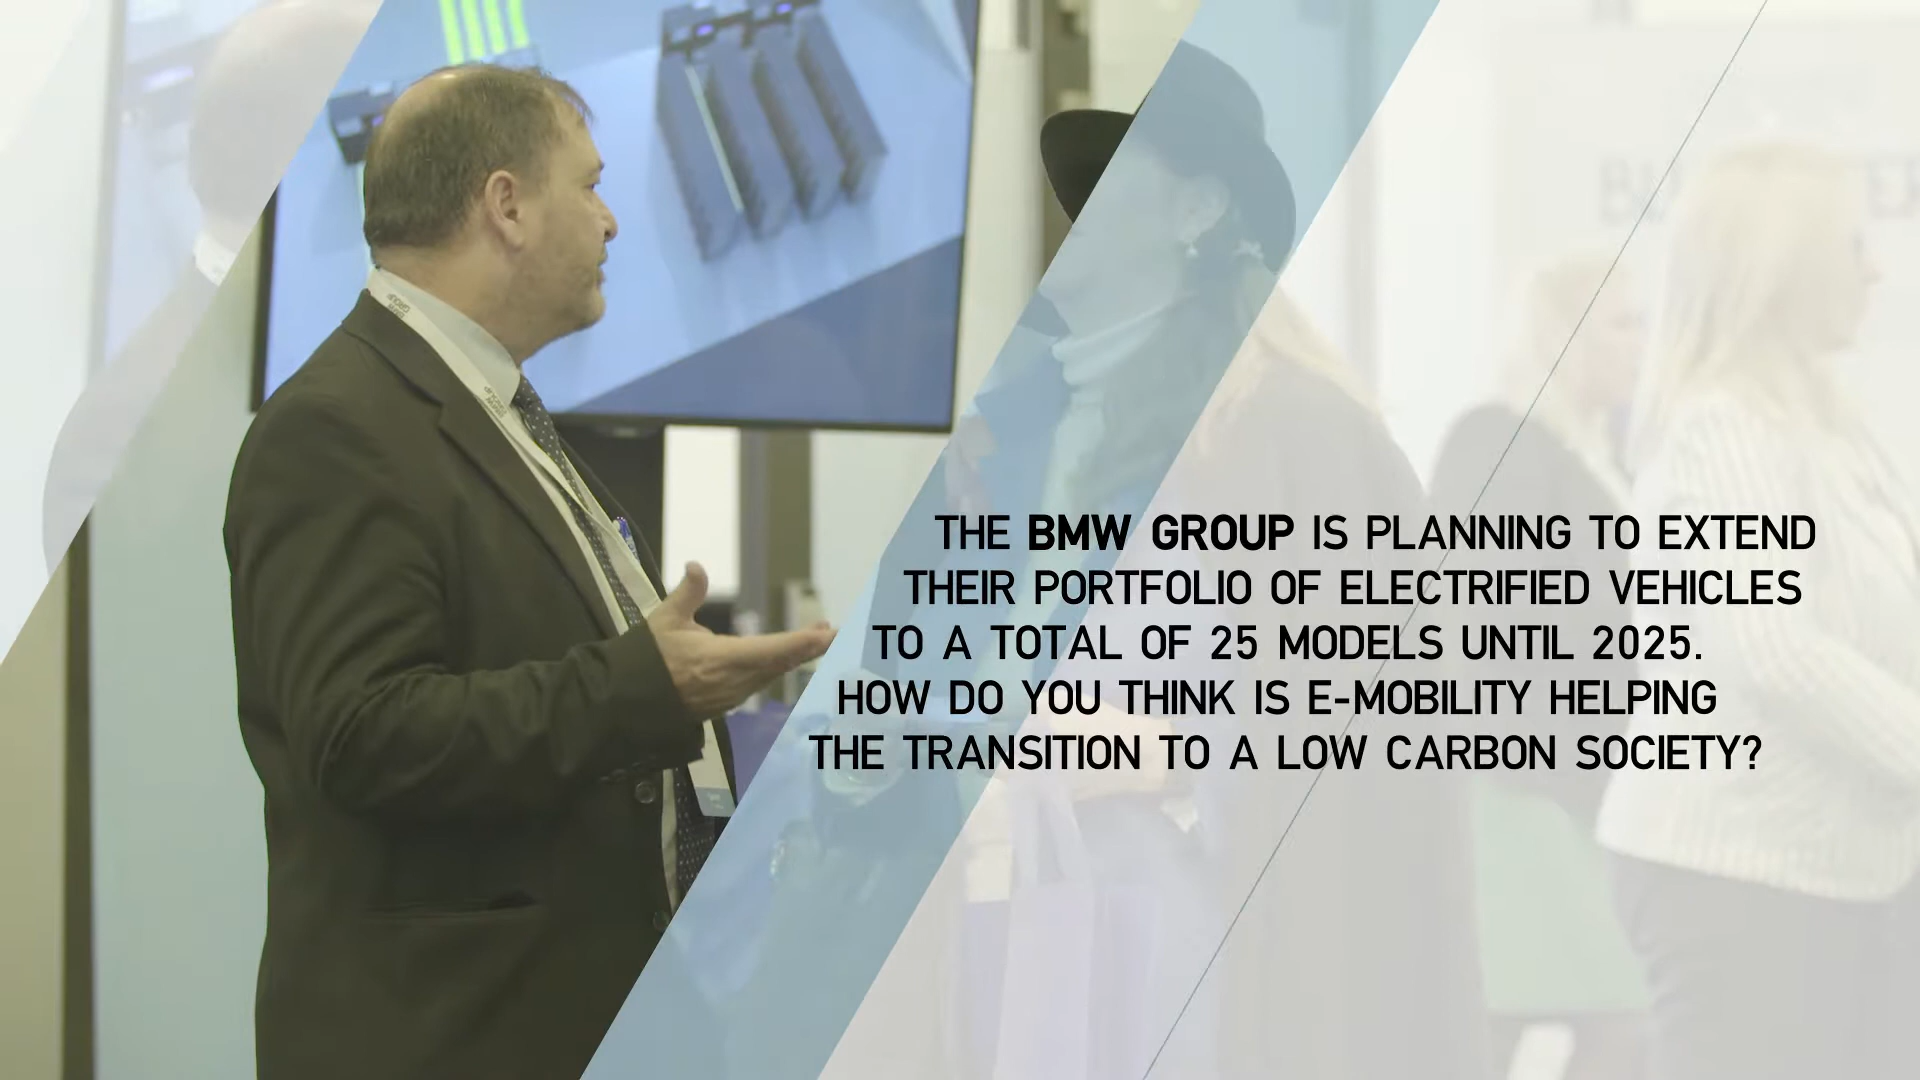 THE BMW GROUP IS PLANNING TO EXTEND
THEIR PORTFOLIO OF ELECTRIFIED VEHICLES
TO A TOTAL OF 25 MODELS UNTIL 2025.
HOW DO YOU THINK IS E-MOBILITY HELPING
THE TRANSITION TO A LOW CARBON SOCIETY?